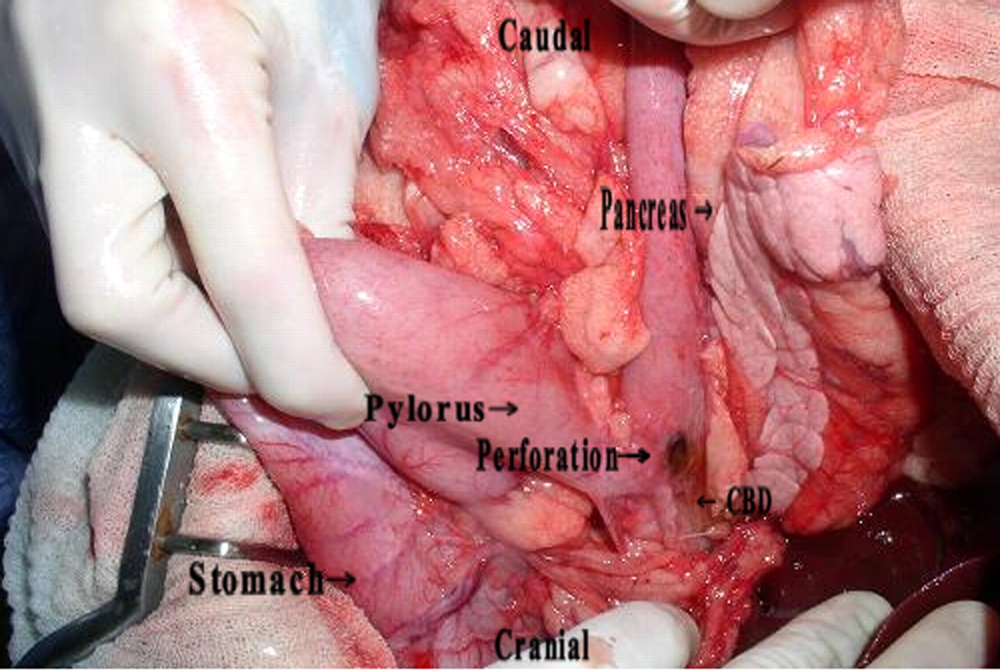 Caudal
Pancreas →
Pylorus→
Perforation→
← CBD
Stomach→
Cranial